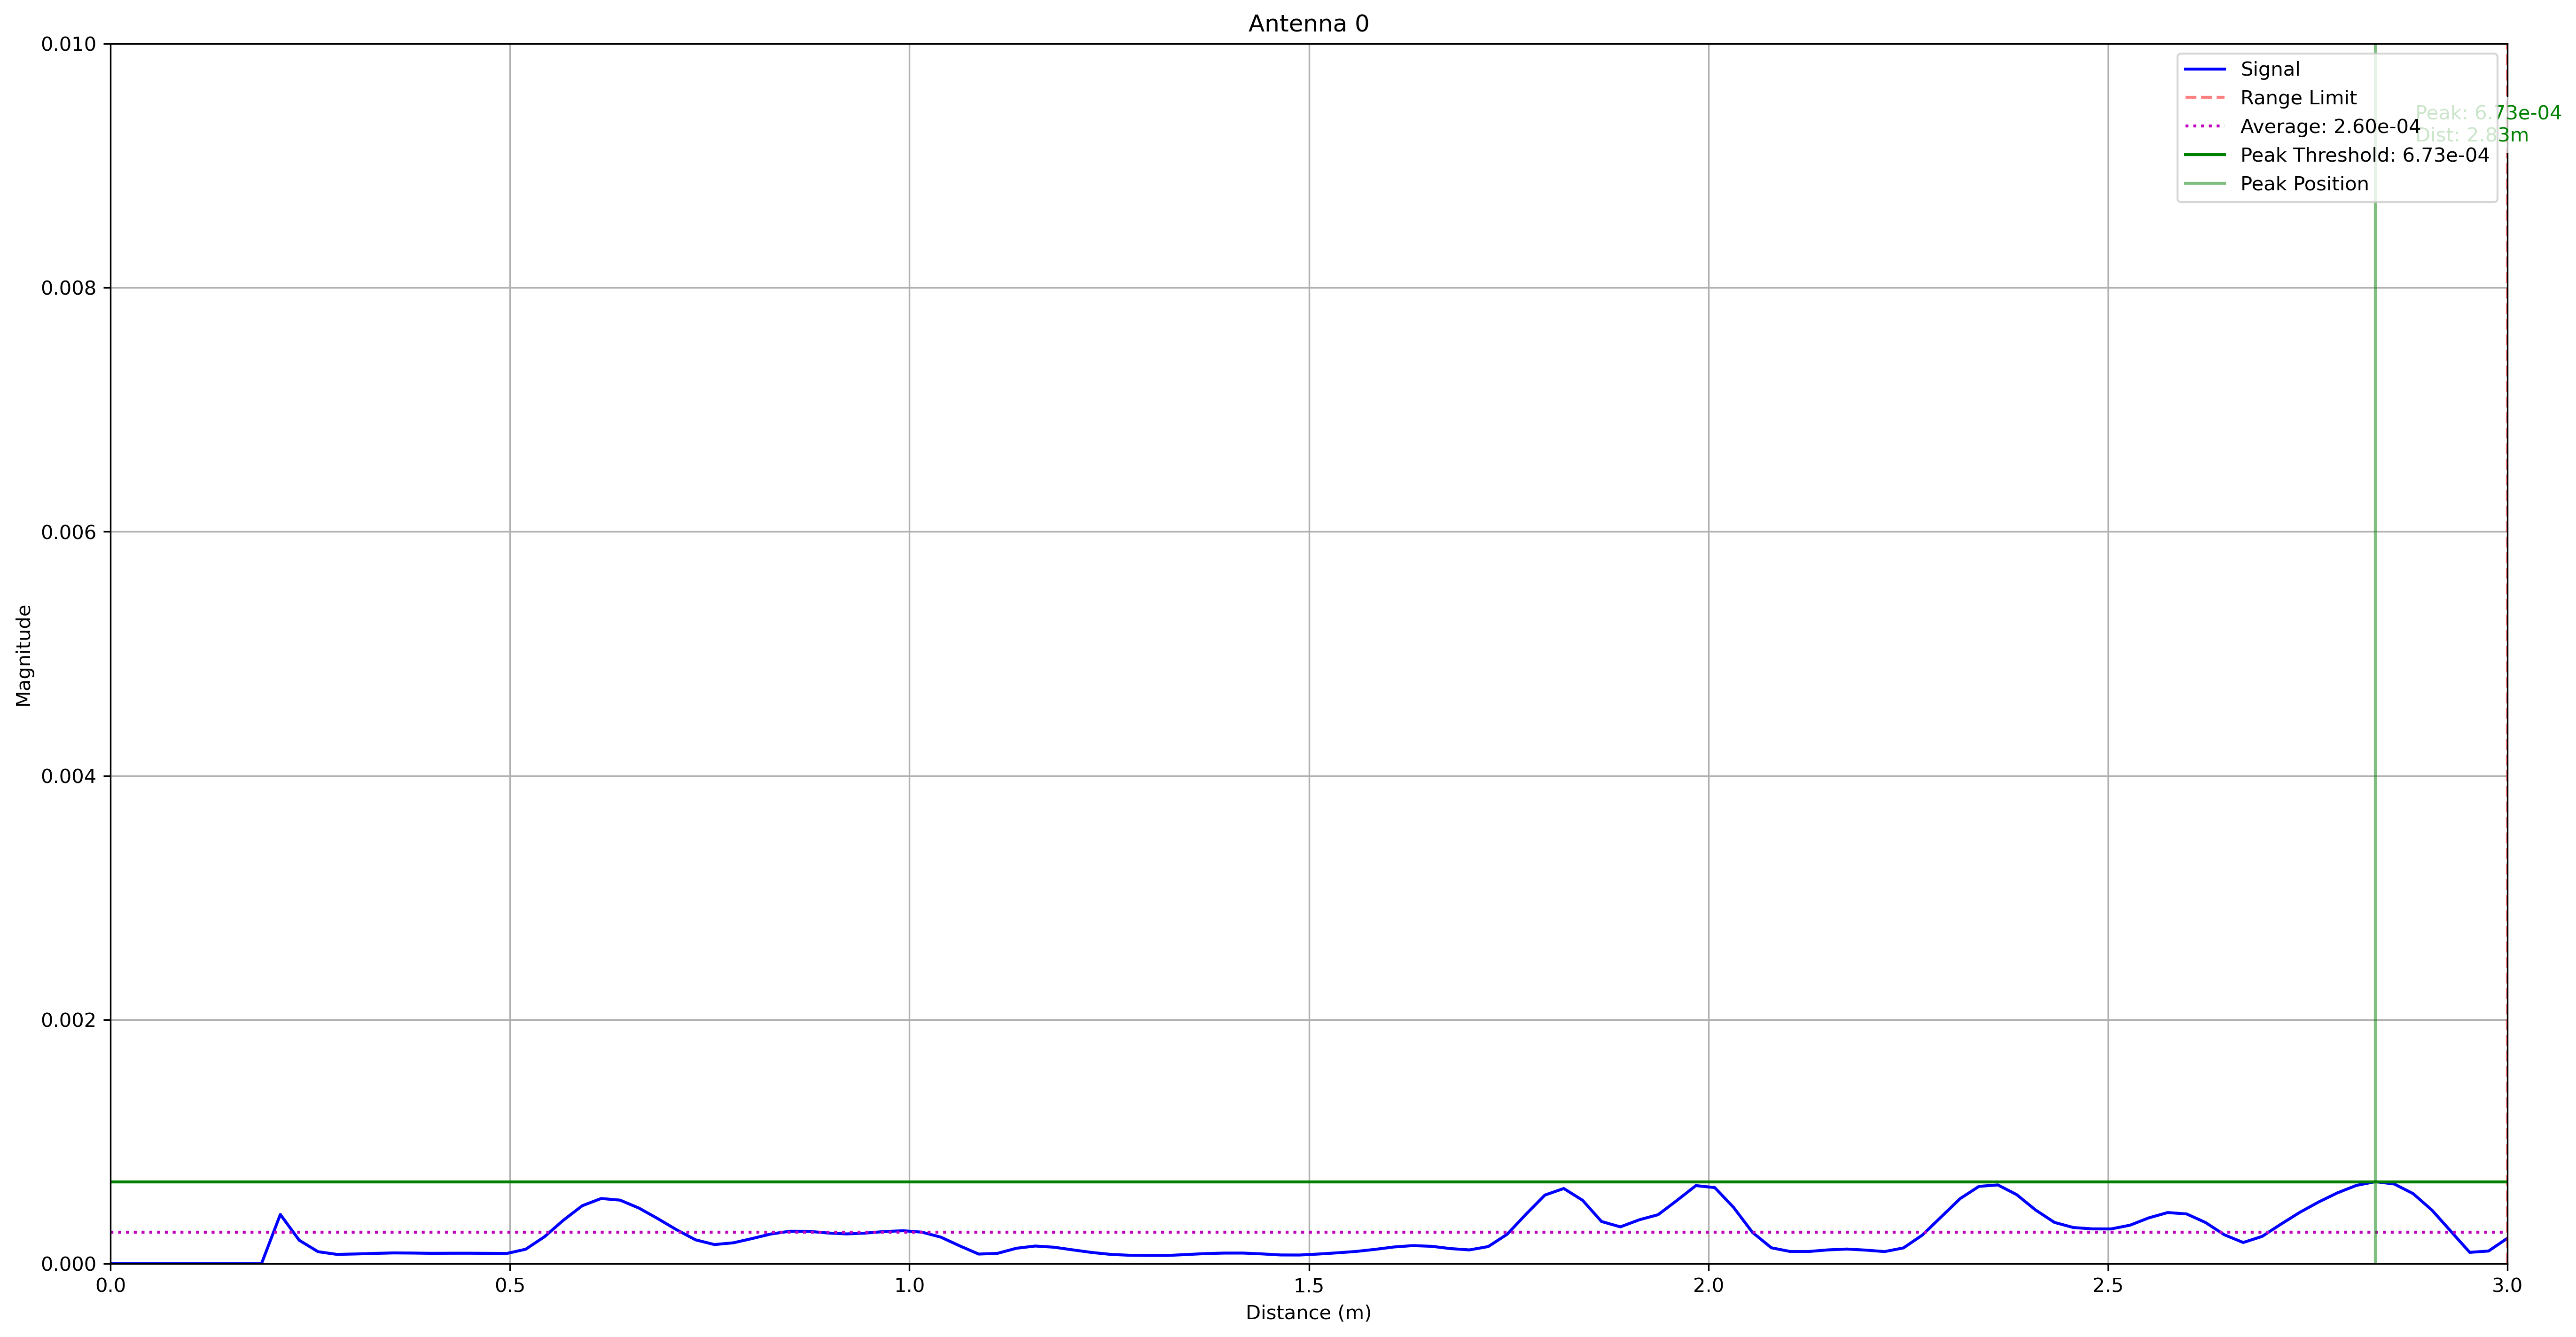 Antenna 0
0.010
0.008
0.006
0.004
0.002
0.000
Magnitude
Signal
Range Limit
Average: 2.60e-04
Peak Threshold: 6.73e-04
Peak Position
Peak: 6.73e-04
Dist: 2.83m
0.0 0.5 1.0 1.5 2.0 2.5 3.0
Distance (m)